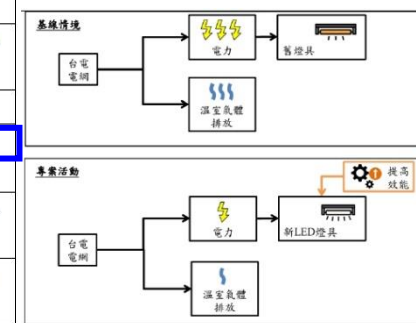 基線情境
台電
電網
電力
舊燈具
溫室氣體
排放
專案活動
提高
效能
台電
電網
電力
新LED燈具
溫室氣體
排放